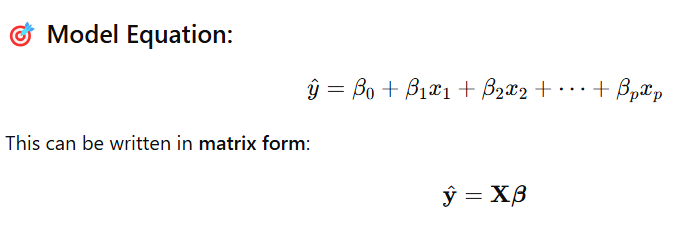 🎯 Model Equation:
ŷ = β₀ + β₁x₁ + β₂x₂ + ⋯ + βₚxₚ
This can be written in matrix form:
ŷ = Xβ